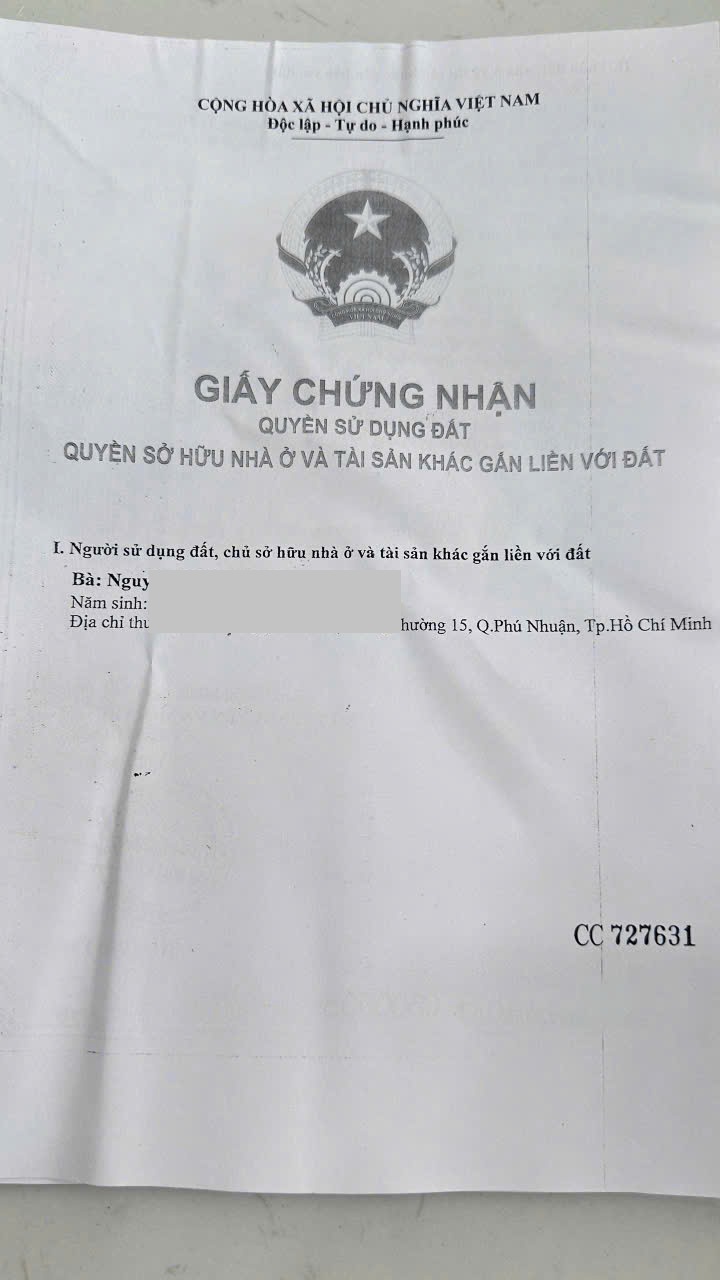 CỘNG HÒA XÃ HỘI CHỦ NGHĨA VIỆT NAM
Độc lập - Tự do - Hạnh phúc
VIỆT NAM
GIẤY CHỨNG NHẬN
QUYỀN SỬ DỤNG ĐẤT
QUYỀN SỞ HỮU NHÀ Ở VÀ TÀI SẢN KHÁC GẮN LIỀN VỚI ĐẤT
I. Người sử dụng đất, chủ sở hữu nhà ở và tài sản khác gắn liền với đất
Bà: Nguy
Năm sinh:
Địa chỉ thu hường 15, Q.Phú Nhuận, Tp.Hồ Chí Minh
CC 727631